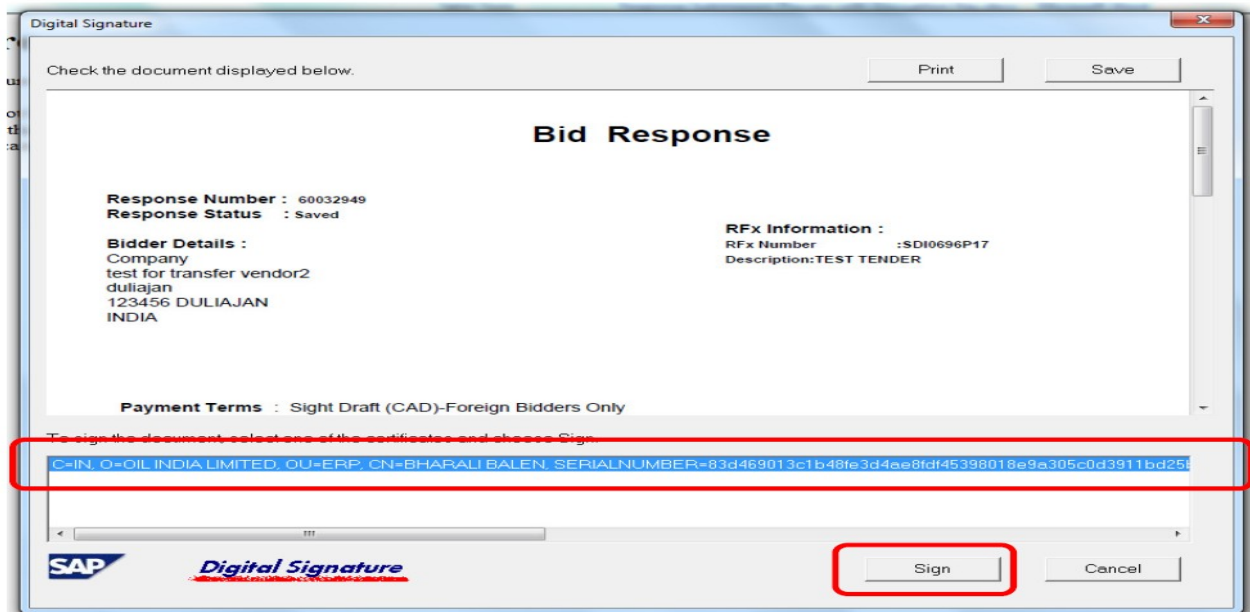 Digital Signature
Check the document displayed below.
Print
Save
Bid Response
Response Number : 60032949
Response Status : Saved
RFx Information :
Bidder Details :
RFx Number :SDI0696P17
Company
Description:TEST TENDER
test for transfer vendor2
duliajan
123456 DULIAJAN
INDIA
Payment Terms : Sight Draft (CAD)-Foreign Bidders Only
To sign the document, select one of the certificates and choose Sign.
C=IN, O=OIL INDIA LIMITED, OU=ERP, CN=BHARALI BALEN, SERIALNUMBER=83d469013c1b48fe3d4ae8fdf45398018e9a305c0d3911bd25
SAP
Digital Signature
Sign
Cancel